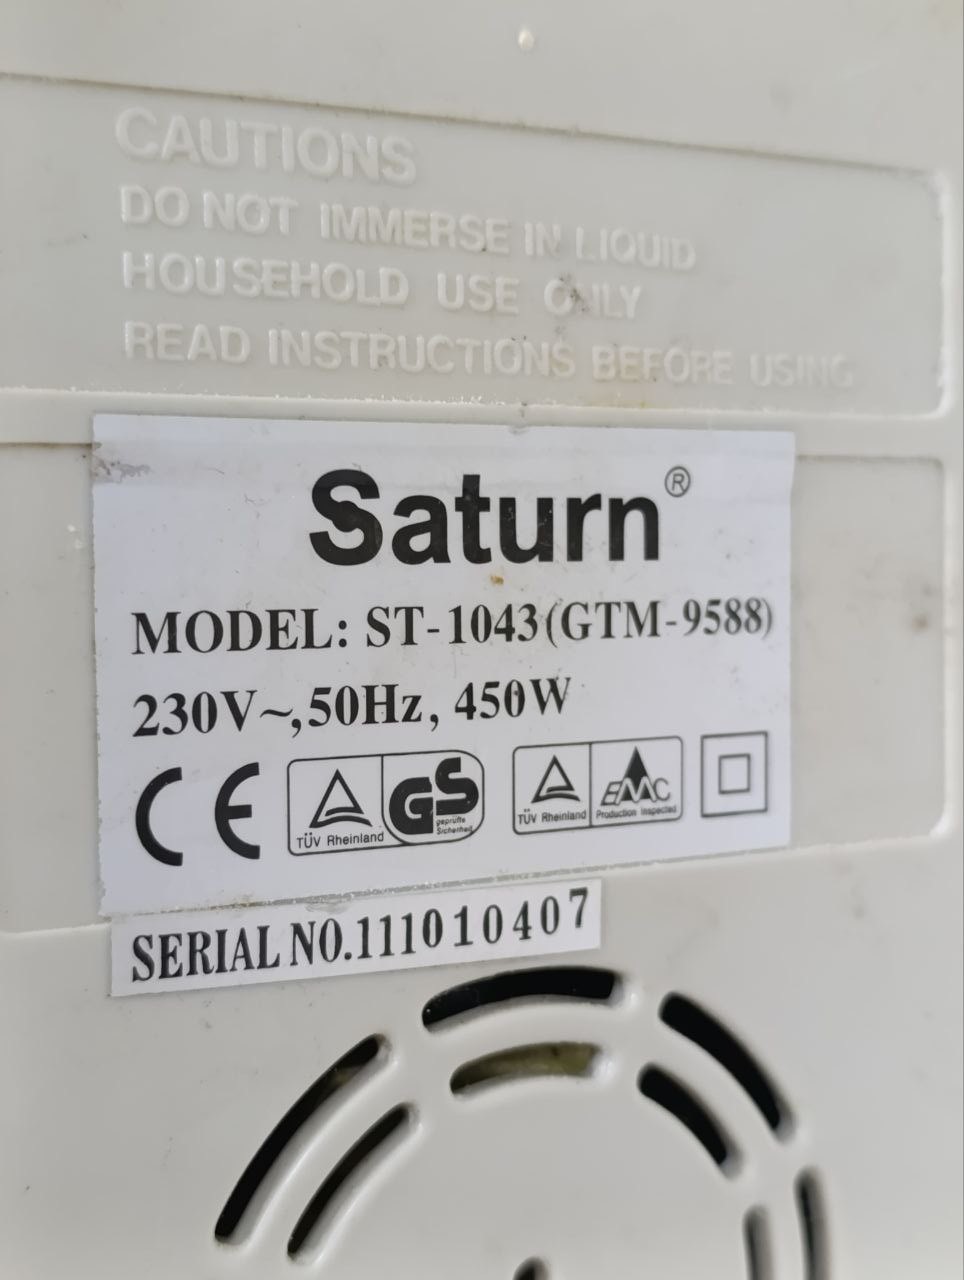 CAUTIONS
DO NOT IMMERSE IN LIQUID
HOUSEHOLD USE ONLY
READ INSTRUCTIONS BEFORE USING
Saturn®
MODEL: ST-1043(GTM-9588)
230V~,50Hz, 450W
CE TÜV Rheinland GS geprüfte Sicherheit TÜV Rheinland EMC Production Inspected
SERIAL NO.111010407